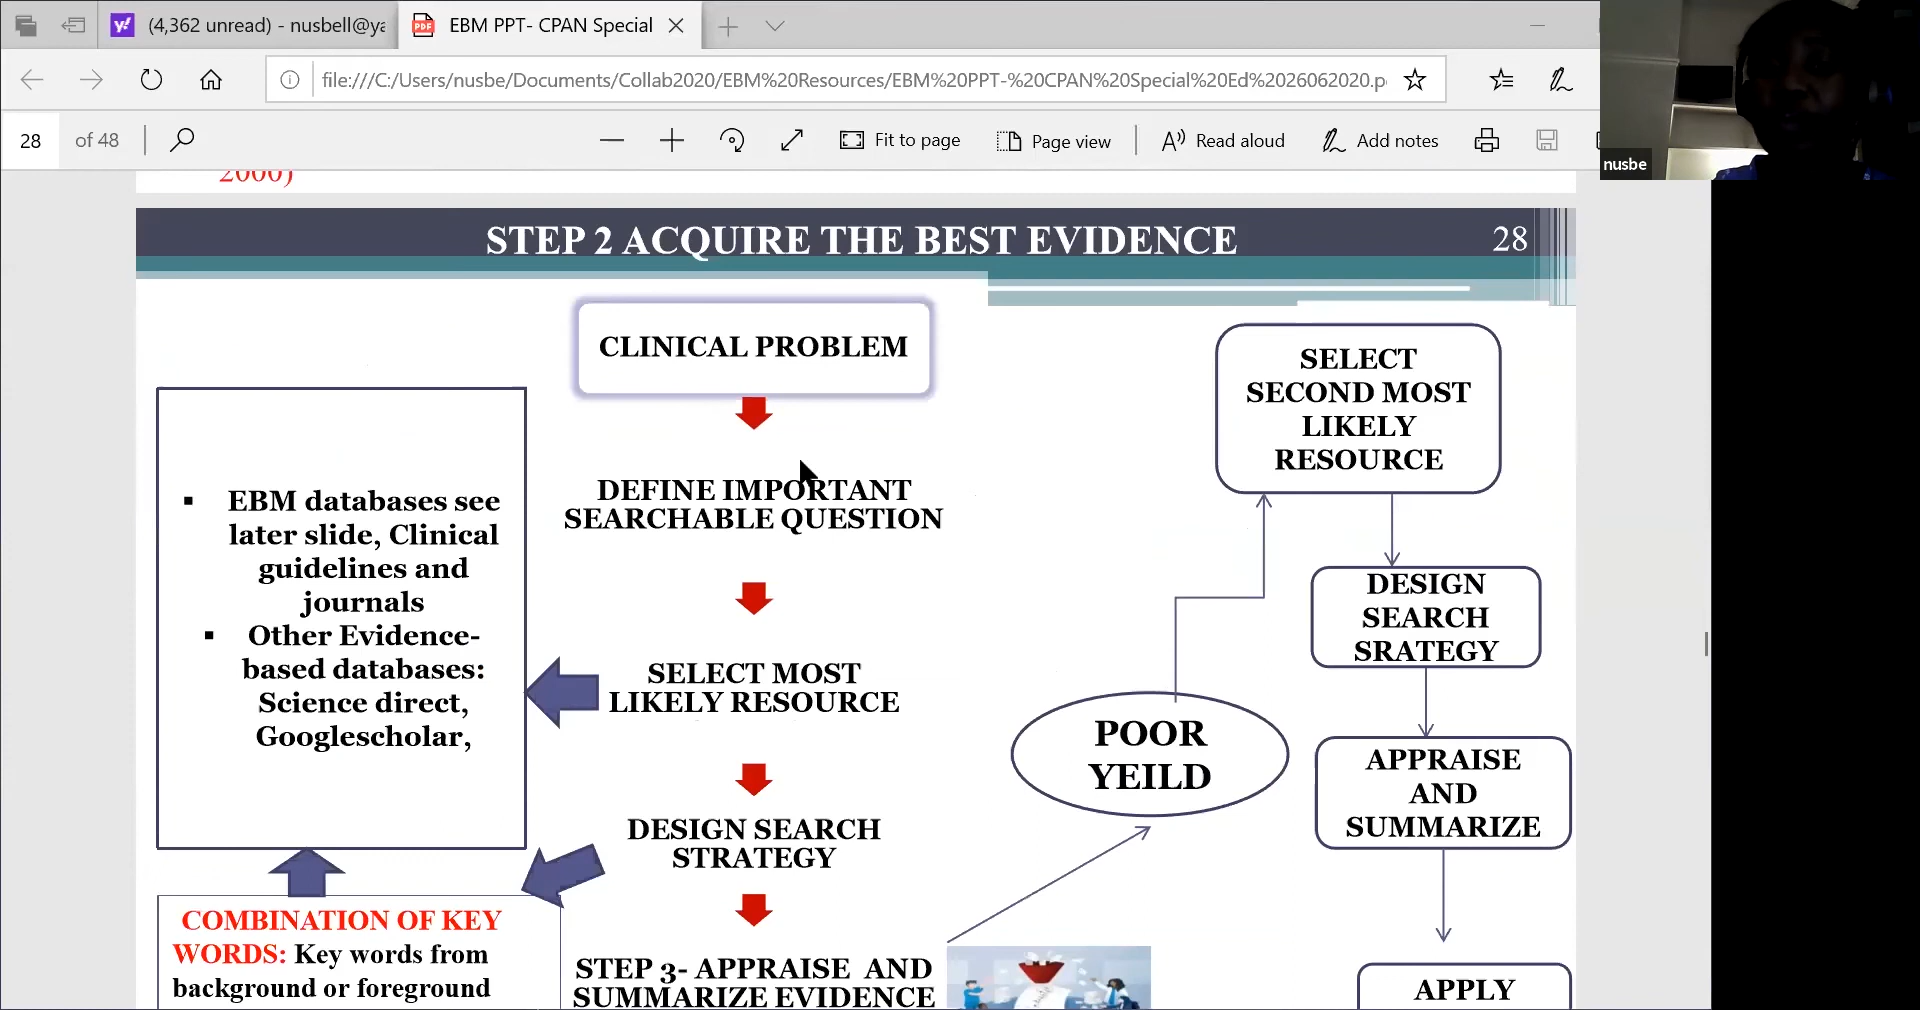 (4,362 unread) - nusbell@ya
EBM PPT- CPAN Special
file:///C:/Users/nusbe/Documents/Collab2020/EBM%20Resources/EBM%20PPT-%20CPAN%20Special%20Ed%2026062020.p
28 of 48
Fit to page
Page view
Read aloud
Add notes
nusbe
2000)
STEP 2 ACQUIRE THE BEST EVIDENCE
28
CLINICAL PROBLEM
DEFINE IMPORTANT
SEARCHABLE QUESTION
SELECT MOST
LIKELY RESOURCE
DESIGN SEARCH
STRATEGY
STEP 3- APPRAISE AND
SUMMARIZE EVIDENCE
▪ EBM databases see
later slide, Clinical
guidelines and
journals
▪ Other Evidence-
based databases:
Science direct,
Googlescholar,
COMBINATION OF KEY
WORDS: Key words from
background or foreground
POOR
YEILD
SELECT
SECOND MOST
LIKELY
RESOURCE
DESIGN
SEARCH
SRATEGY
APPRAISE
AND
SUMMARIZE
APPLY